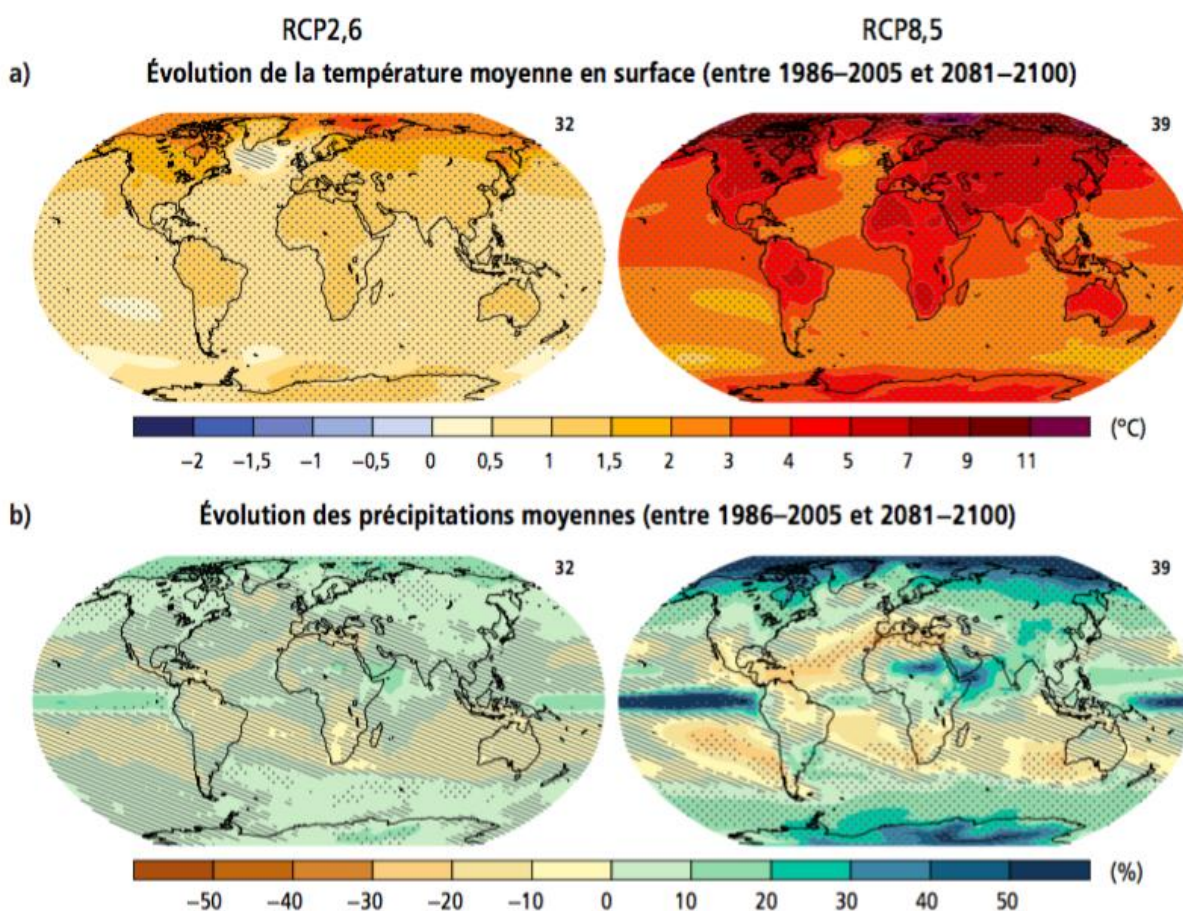 RCP2,6 RCP8,5
a) Évolution de la température moyenne en surface (entre 1986–2005 et 2081–2100)
32 39
−2 −1,5 −1 −0,5 0 0,5 1 1,5 2 3 4 5 7 9 11 (°C)
b) Évolution des précipitations moyennes (entre 1986–2005 et 2081–2100)
32 39
−50 −40 −30 −20 −10 0 10 20 30 40 50 (%)